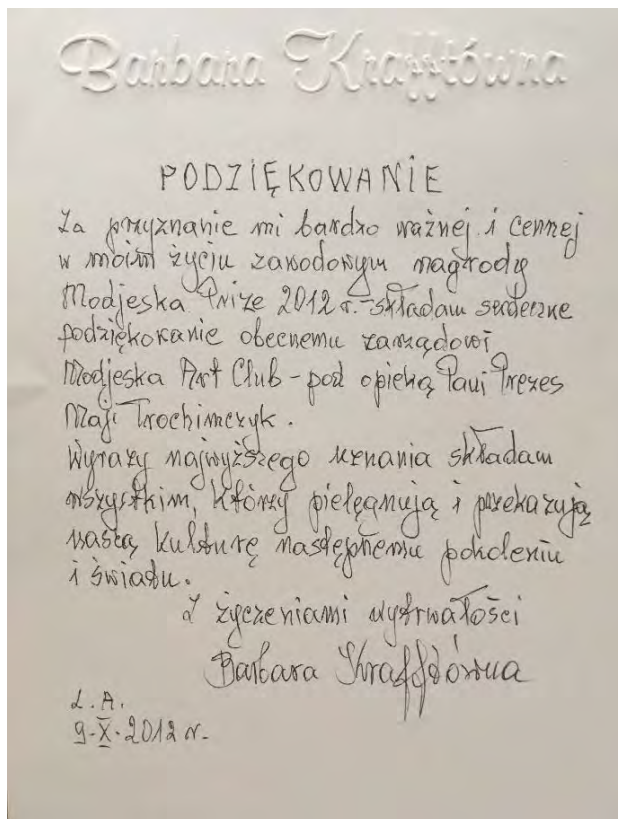 Barbara Krafftówna
PODZIĘKOWANIE
Za przyznanie mi bardzo ważnej i cennej
w moim życiu zawodowym nagrody
Modjeska Prize 2012 r. - składam serdeczne
podziękowanie obecnemu zarządowi
Modjeska Art Club - pod opieką Pani Prezes
Maji Trochimczyk.
Wyrazy najwyższego uznania składam
wszystkim, którzy pielęgnują i przekazują
naszą kulturę następnemu pokoleniu
i światu.
Z życzeniami wytrwałości
Barbara Krafftówna
L.A.
9-X-2012 r.